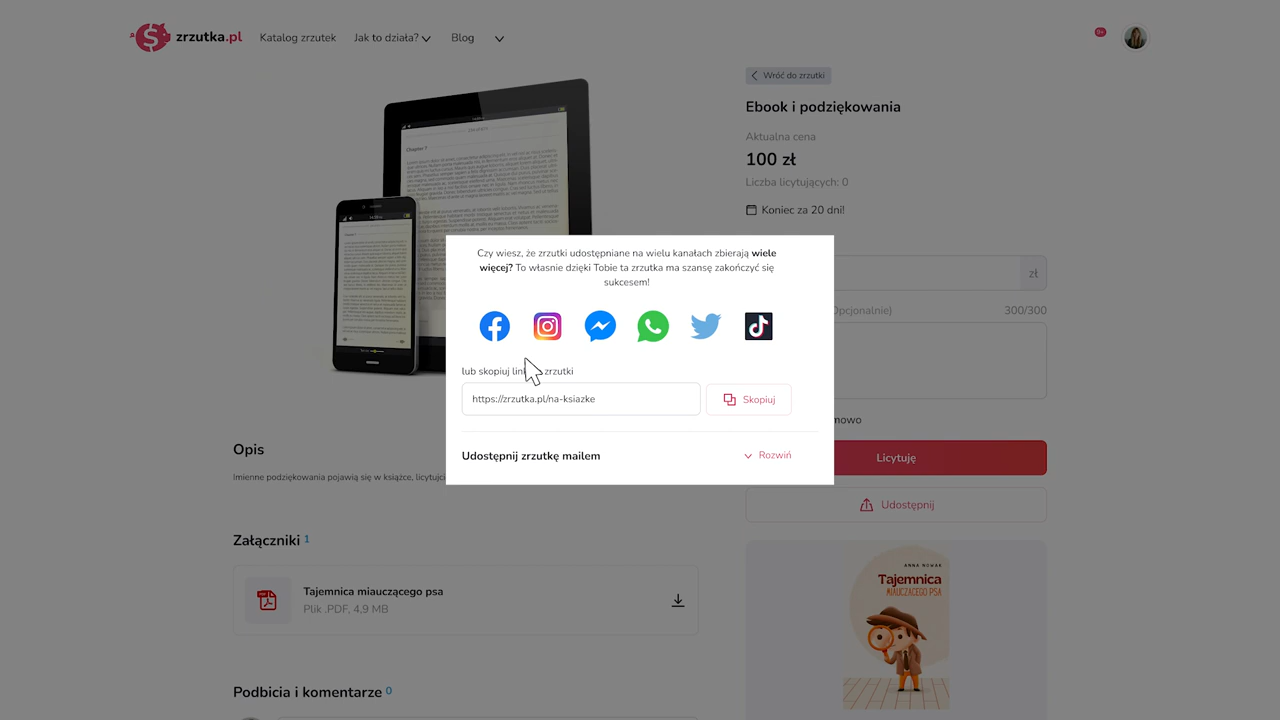 zrzutka.pl
Katalog zrzutek
Jak to działa?
Blog
9+
Wróć do zrzutki
Ebook i podziękowania
Aktualna cena
100 zł
Liczba licytujących: 0
Koniec za 20 dni!
zł
Opcjonalnie)
300/300
Licytuję
Udostępnij
Czy wiesz, że zrzutki udostępniane na wielu kanałach zbierają wiele
więcej? To własnie dzięki Tobie ta zrzutka ma szansę zakończyć się
sukcesem!
lub skopiuj link zrzutki
https://zrzutka.pl/na-ksiazke
Skopiuj
Udostępnij zrzutkę mailem
Rozwiń
Chapter 7
Opis
Imienne podziękowania pojawią się w książce,
Załączniki 1
Tajemnica miauczącego psa
Plik .PDF, 4,9 MB
Podbicia i komentarze 0
ANNA NOWAK
Tajemnica
MIAUCZĄCEGO PSA